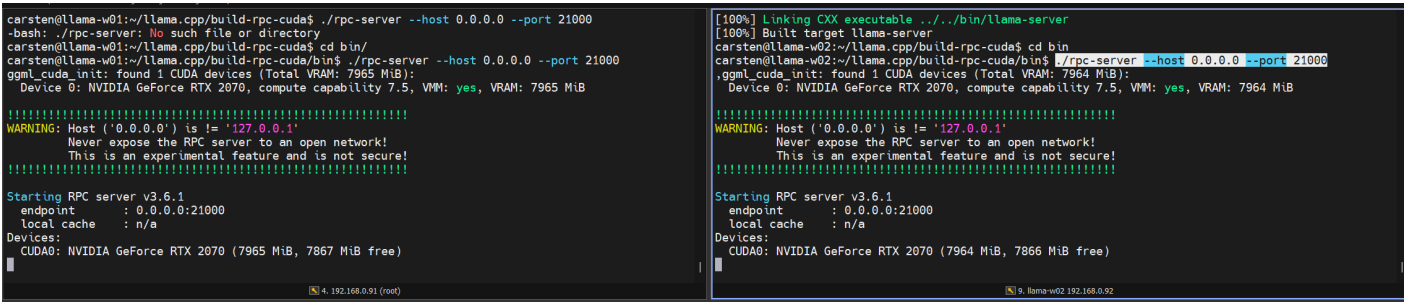 carsten@llama-w01:~/llama.cpp/build-rpc-cuda$ ./rpc-server --host 0.0.0.0 --port 21000
-bash: ./rpc-server: No such file or directory
carsten@llama-w01:~/llama.cpp/build-rpc-cuda$ cd bin/
carsten@llama-w01:~/llama.cpp/build-rpc-cuda/bin$ ./rpc-server --host 0.0.0.0 --port 21000
ggml_cuda_init: found 1 CUDA devices (Total VRAM: 7965 MiB):
  Device 0: NVIDIA GeForce RTX 2070, compute capability 7.5, VMM: yes, VRAM: 7965 MiB
!!!!!!!!!!!!!!!!!!!!!!!!!!!!!!!!!!!!!!!!!!!!!!!!!!!!
WARNING: Host ('0.0.0.0') is != '127.0.0.1'
         Never expose the RPC server to an open network!
         This is an experimental feature and is not secure!
!!!!!!!!!!!!!!!!!!!!!!!!!!!!!!!!!!!!!!!!!!!!!!!!!!!!
Starting RPC server v3.6.1
  endpoint       : 0.0.0.0:21000
  local cache    : n/a
Devices:
  CUDA0: NVIDIA GeForce RTX 2070 (7965 MiB, 7867 MiB free)
4. 192.168.0.91 (root)
[100%] Linking CXX executable ../../bin/llama-server
[100%] Built target llama-server
carsten@llama-w02:~/llama.cpp/build-rpc-cuda$ cd bin
carsten@llama-w02:~/llama.cpp/build-rpc-cuda/bin$ ./rpc-server --host 0.0.0.0 --port 21000
,ggml_cuda_init: found 1 CUDA devices (Total VRAM: 7964 MiB):
  Device 0: NVIDIA GeForce RTX 2070, compute capability 7.5, VMM: yes, VRAM: 7964 MiB
!!!!!!!!!!!!!!!!!!!!!!!!!!!!!!!!!!!!!!!!!!!!!!!!!!!!
WARNING: Host ('0.0.0.0') is != '127.0.0.1'
         Never expose the RPC server to an open network!
         This is an experimental feature and is not secure!
!!!!!!!!!!!!!!!!!!!!!!!!!!!!!!!!!!!!!!!!!!!!!!!!!!!!
Starting RPC server v3.6.1
  endpoint       : 0.0.0.0:21000
  local cache    : n/a
Devices:
  CUDA0: NVIDIA GeForce RTX 2070 (7964 MiB, 7866 MiB free)
9. llama-w02 192.168.0.92